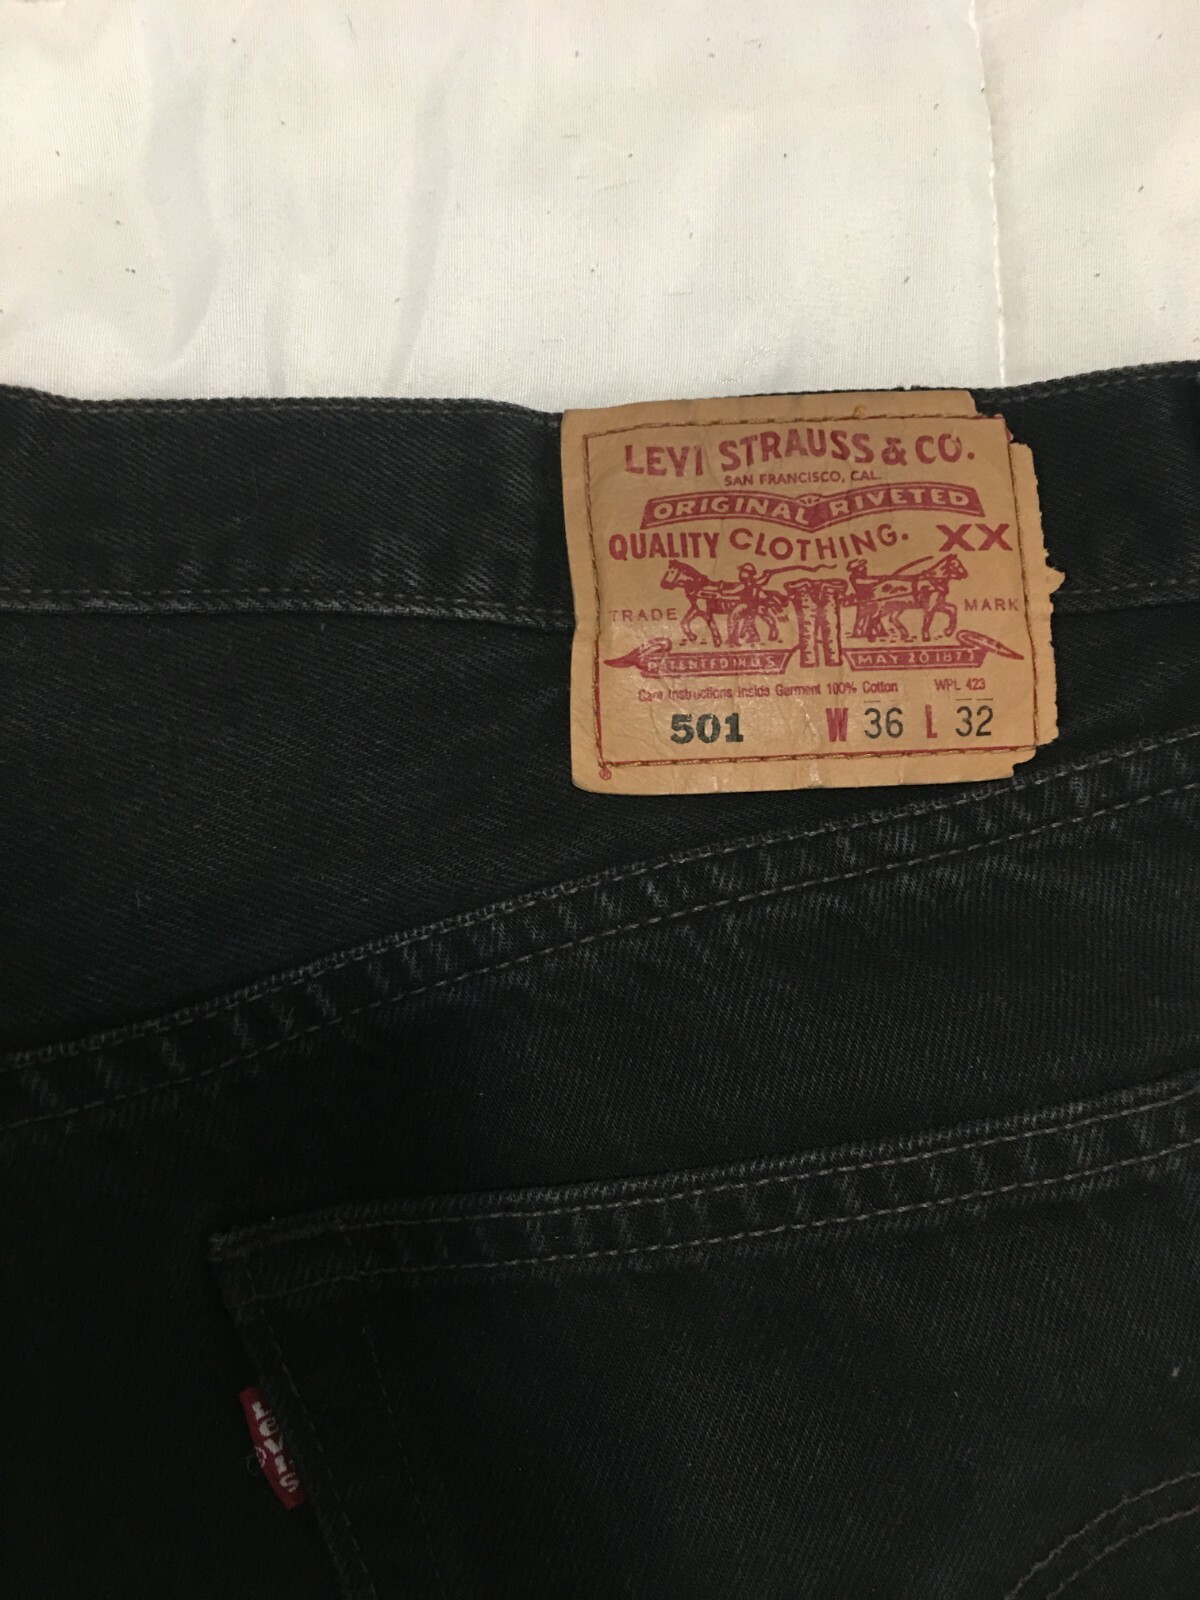 LEVI STRAUSS & CO.
SAN FRANCISCO, CAL.
ORIGINAL RIVETED
QUALITY CLOTHING. XX
TRADE MARK
PATENTED IN U.S. MAY 20 1873
Care Instructions Inside Garment 100% Cotton WPL 423
501 W 36 L 32
®
LEVI'S
®